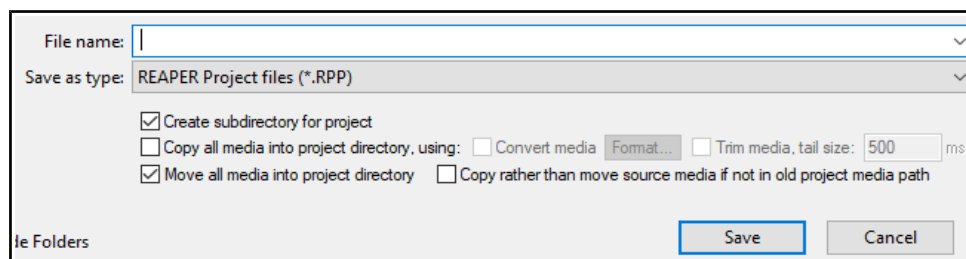 File name:
Save as type: REAPER Project files (*.RPP)
Create subdirectory for project
Copy all media into project directory, using: Convert media Format... Trim media, tail size: 500 ms
Move all media into project directory Copy rather than move source media if not in old project media path
de Folders Save Cancel